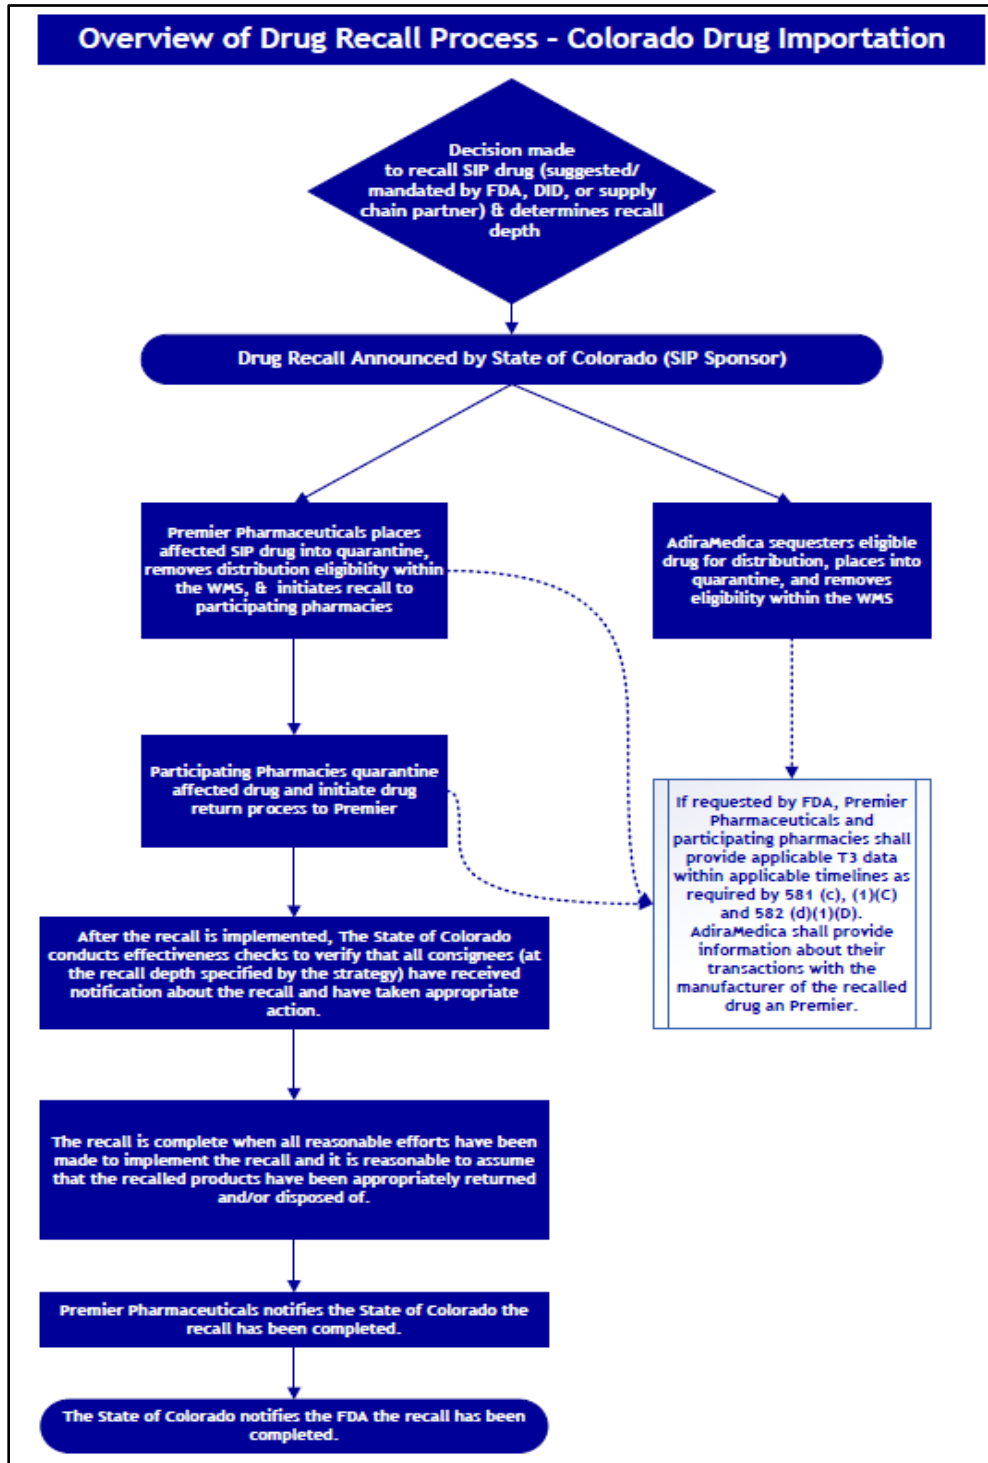 Overview of Drug Recall Process - Colorado Drug Importation
Decision made
to recall SIP drug (suggested/
mandated by FDA, DID, or supply
chain partner) & determines recall
depth
Drug Recall Announced by State of Colorado (SIP Sponsor)
Premier Pharmaceuticals places
affected SIP drug into quarantine,
removes distribution eligibility within
the WMS, & initiates recall to
participating pharmacies
AdiraMedica sequesters eligible
drug for distribution, places into
quarantine, and removes
eligibility within the WMS
Participating Pharmacies quarantine
affected drug and initiate drug
return process to Premier
If requested by FDA, Premier
Pharmaceuticals and
participating pharmacies shall
provide applicable T3 data
within applicable timelines as
required by 581 (c), (1)(C)
and 582 (d)(1)(D).
AdiraMedica shall provide
information about their
transactions with the
manufacturer of the recalled
drug an Premier.
After the recall is implemented, The State of Colorado
conducts effectiveness checks to verify that all consignees (at
the recall depth specified by the strategy) have received
notification about the recall and have taken appropriate
action.
The recall is complete when all reasonable efforts have been
made to implement the recall and it is reasonable to assume
that the recalled products have been appropriately returned
and/or disposed of.
Premier Pharmaceuticals notifies the State of Colorado the
recall has been completed.
The State of Colorado notifies the FDA the recall has been
completed.